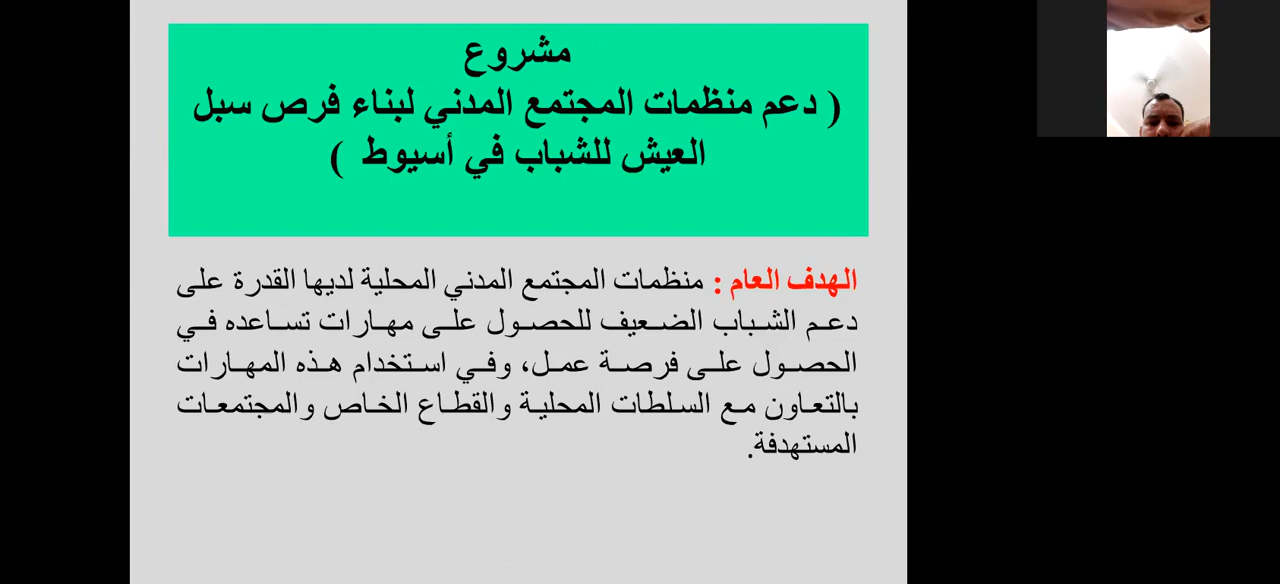 مشروع
( دعم منظمات المجتمع المدني لبناء فرص سبل
العيش للشباب في أسيوط )
الهدف العام : منظمات المجتمع المدني المحلية لديها القدرة على
دعم الشباب الضعيف للحصول على مهارات تساعده في
الحصول على فرصة عمل، وفي استخدام هذه المهارات
بالتعاون مع السلطات المحلية والقطاع الخاص والمجتمعات
المستهدفة.